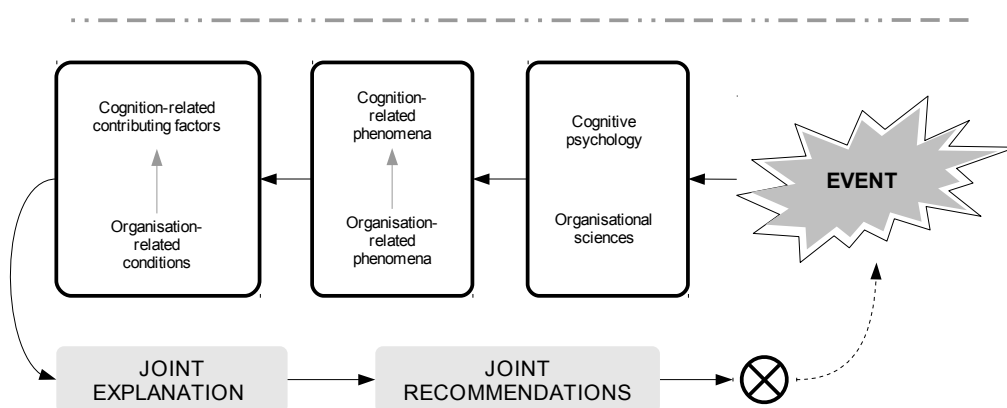 Cognition-related
contributing factors
Organisation-
related
conditions
Cognition-
related
phenomena
Organisation-
related
phenomena
Cognitive
psychology
Organisational
sciences
EVENT
JOINT
EXPLANATION
JOINT
RECOMMENDATIONS